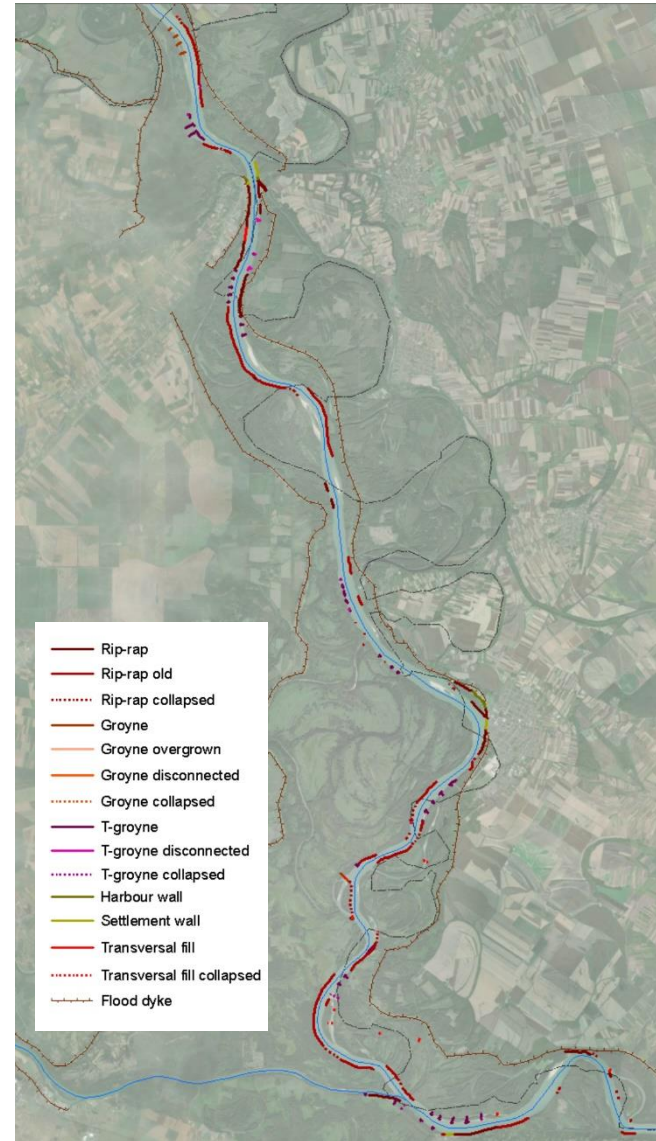 Rip-rap
Rip-rap old
Rip-rap collapsed
Groyne
Groyne overgrown
Groyne disconnected
Groyne collapsed
T-groyne
T-groyne disconnected
T-groyne collapsed
Harbour wall
Settlement wall
Transversal fill
Transversal fill collapsed
Flood dyke